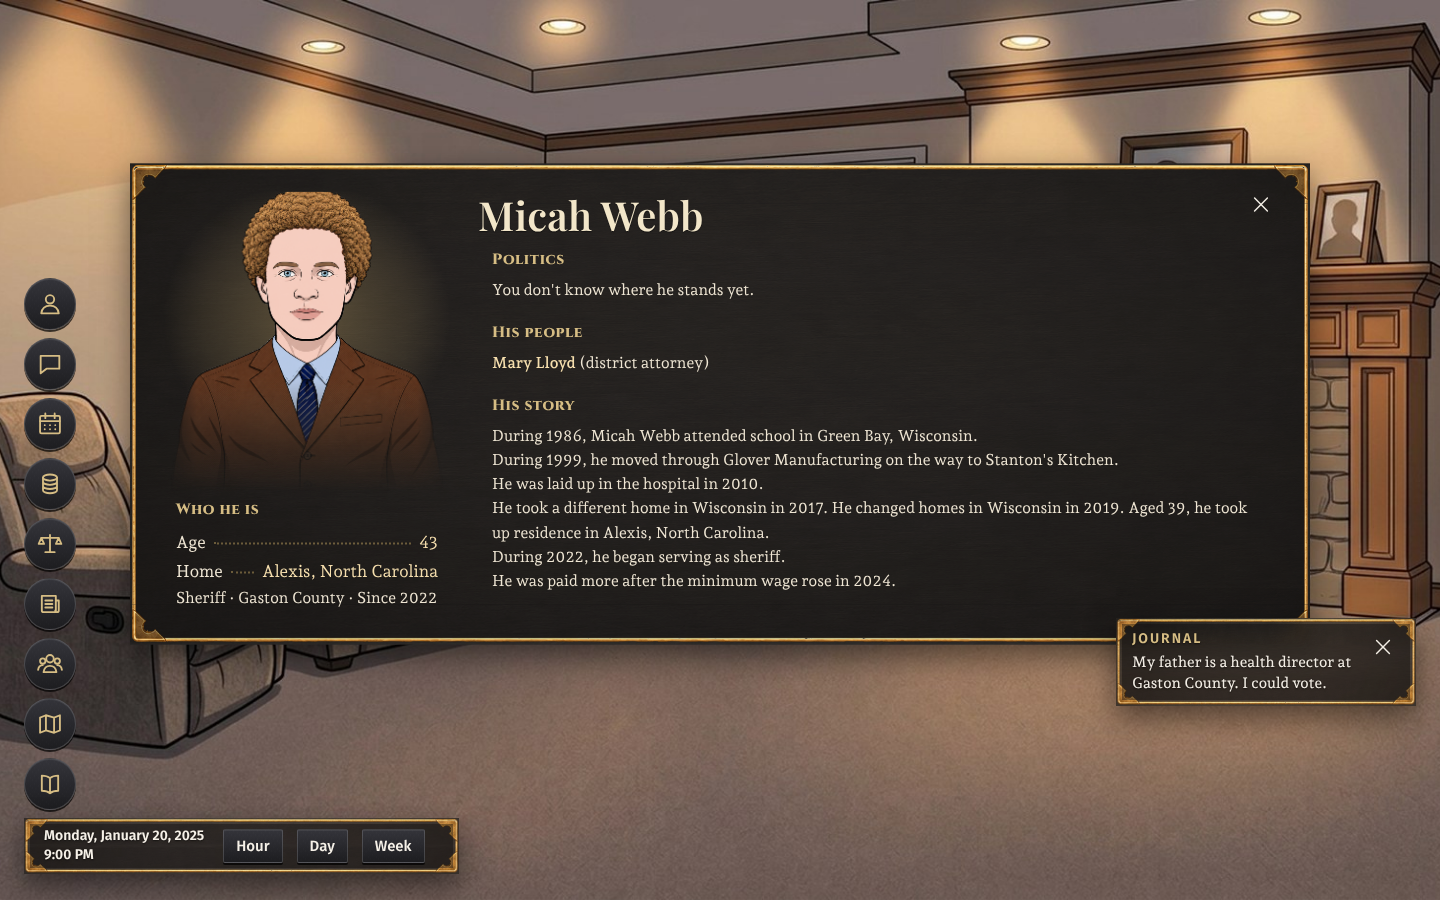 Micah Webb
Politics
You don't know where he stands yet.
His people
Mary Lloyd (district attorney)
His story
During 1986, Micah Webb attended school in Green Bay, Wisconsin.
During 1999, he moved through Glover Manufacturing on the way to Stanton's Kitchen.
He was laid up in the hospital in 2010.
He took a different home in Wisconsin in 2017. He changed homes in Wisconsin in 2019. Aged 39, he took
up residence in Alexis, North Carolina.
During 2022, he began serving as sheriff.
He was paid more after the minimum wage rose in 2024.
Who he is
Age 43
Home Alexis, North Carolina
Sheriff · Gaston County · Since 2022
JOURNAL
My father is a health director at
Gaston County. I could vote.
Monday, January 20, 2025
9:00 PM
Hour
Day
Week